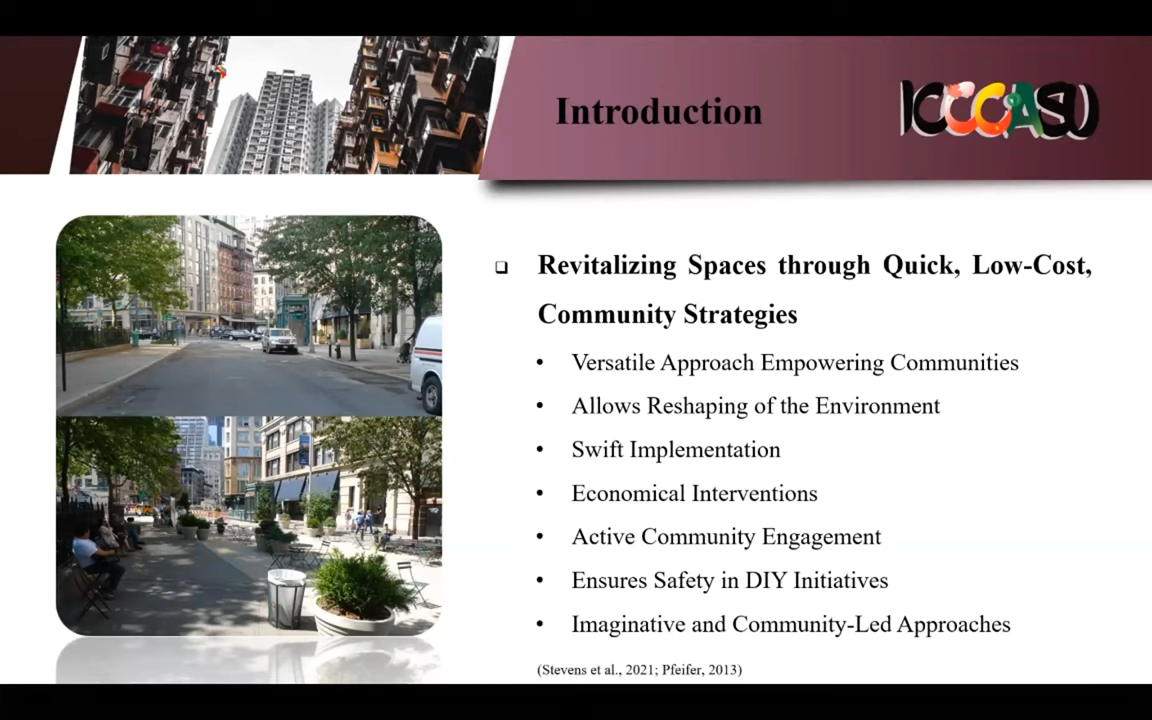 Introduction
ICCCASU
❑ Revitalizing Spaces through Quick, Low-Cost,
Community Strategies
• Versatile Approach Empowering Communities
• Allows Reshaping of the Environment
• Swift Implementation
• Economical Interventions
• Active Community Engagement
• Ensures Safety in DIY Initiatives
• Imaginative and Community-Led Approaches
(Stevens et al., 2021; Pfeifer, 2013)